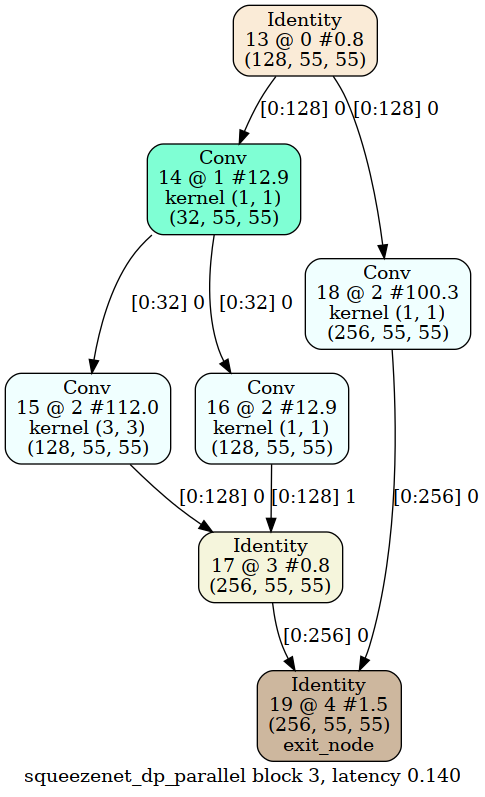 Identity
13 @ 0 #0.8
(128, 55, 55)
[0:128] 0
[0:128] 0
Conv
14 @ 1 #12.9
kernel (1, 1)
(32, 55, 55)
[0:32] 0
[0:32] 0
Conv
18 @ 2 #100.3
kernel (1, 1)
(256, 55, 55)
Conv
15 @ 2 #112.0
kernel (3, 3)
(128, 55, 55)
Conv
16 @ 2 #12.9
kernel (1, 1)
(128, 55, 55)
[0:128] 0
[0:128] 1
[0:256] 0
Identity
17 @ 3 #0.8
(256, 55, 55)
[0:256] 0
Identity
19 @ 4 #1.5
(256, 55, 55)
exit_node
squeezenet_dp_parallel block 3, latency 0.140